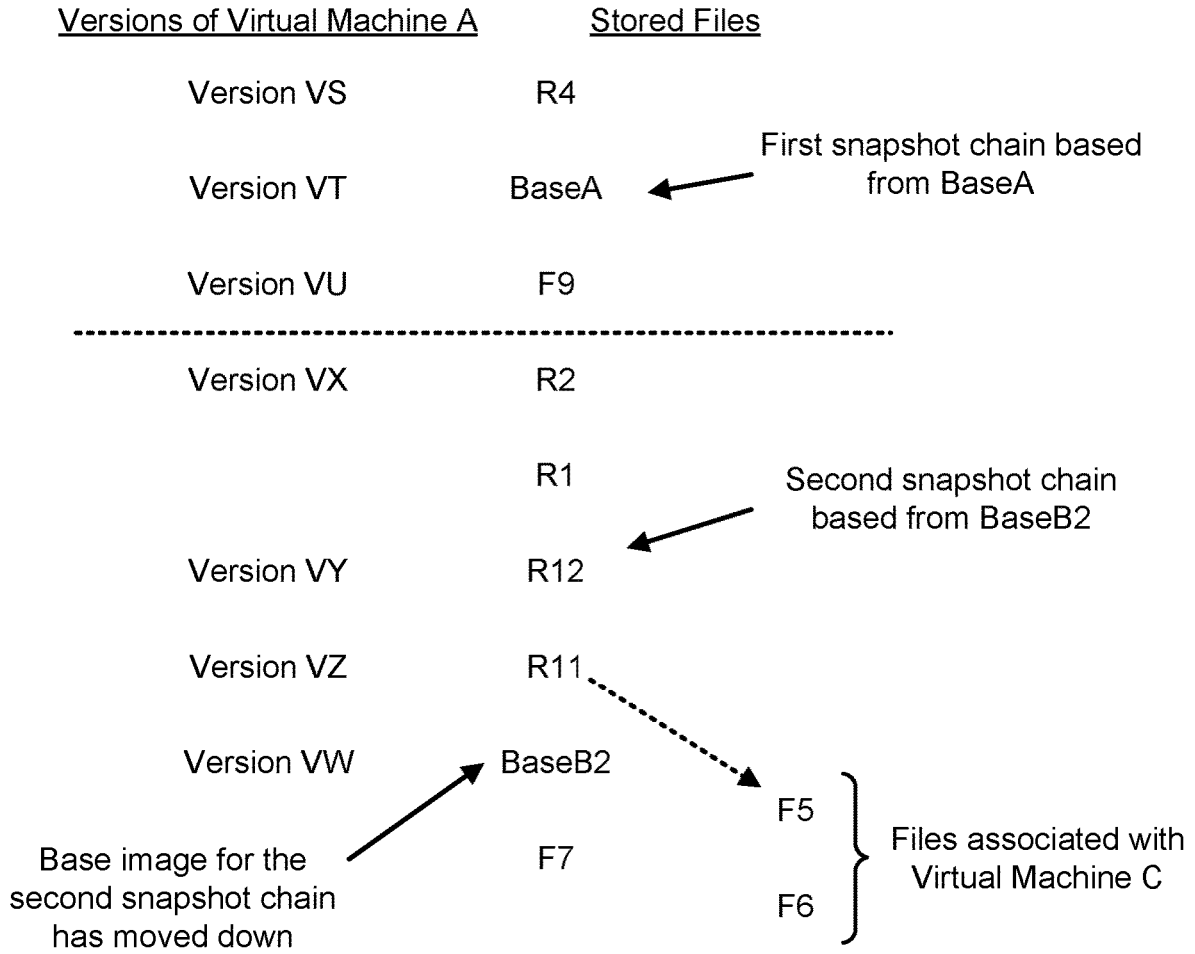 Versions of Virtual Machine A    Stored Files
Version VS    R4
First snapshot chain based
from BaseA
Version VT    BaseA
Version VU    F9
Version VX    R2
R1
Second snapshot chain
based from BaseB2
Version VY    R12
Version VZ    R11
Version VW    BaseB2
F5
Files associated with
Virtual Machine C
F7
F6
Base image for the
second snapshot chain
has moved down